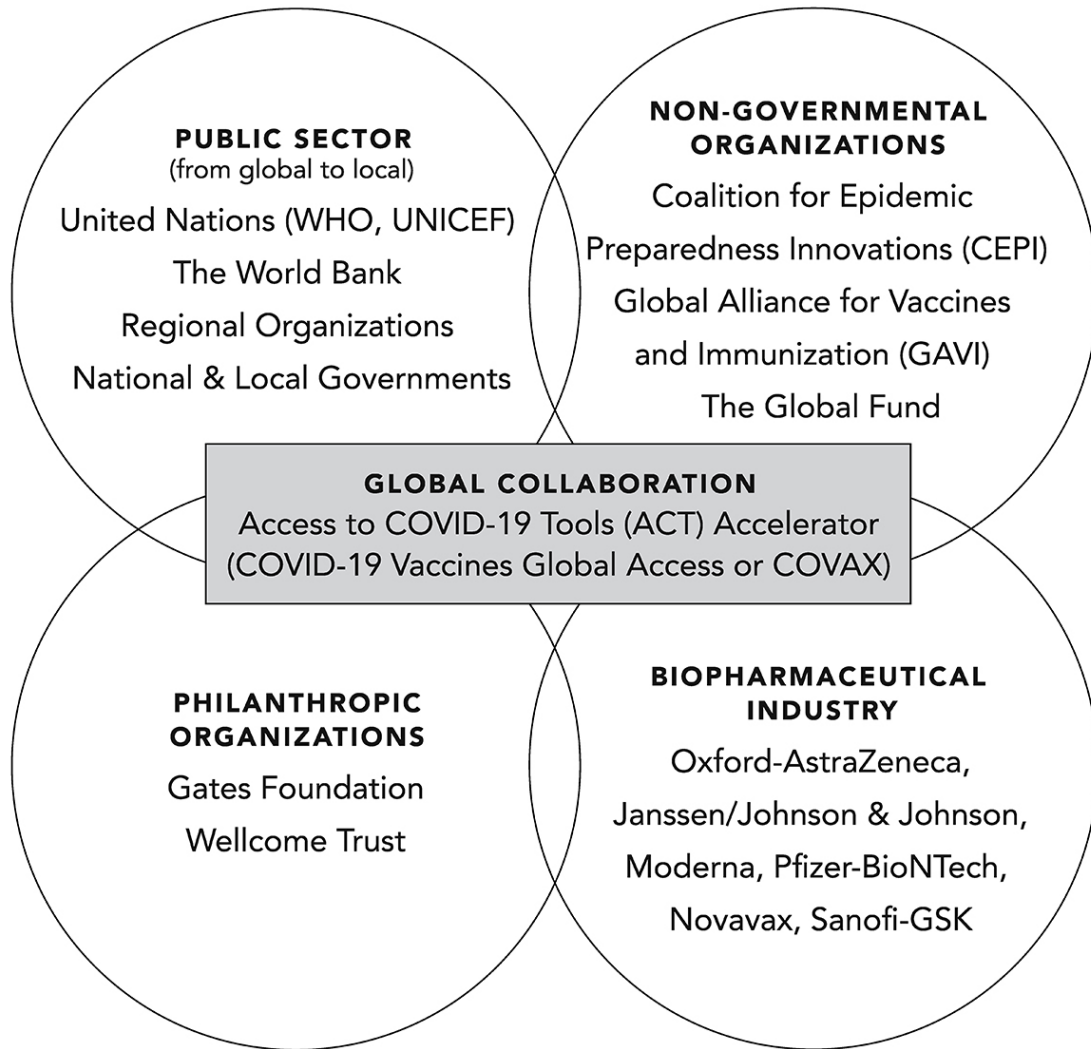 PUBLIC SECTOR
(from global to local)
United Nations (WHO, UNICEF)
The World Bank
Regional Organizations
National & Local Governments
NON-GOVERNMENTAL
ORGANIZATIONS
Coalition for Epidemic
Preparedness Innovations (CEPI)
Global Alliance for Vaccines
and Immunization (GAVI)
The Global Fund
GLOBAL COLLABORATION
Access to COVID-19 Tools (ACT) Accelerator
(COVID-19 Vaccines Global Access or COVAX)
PHILANTHROPIC
ORGANIZATIONS
Gates Foundation
Wellcome Trust
BIOPHARMACEUTICAL
INDUSTRY
Oxford-AstraZeneca,
Janssen/Johnson & Johnson,
Moderna, Pfizer-BioNTech,
Novavax, Sanofi-GSK